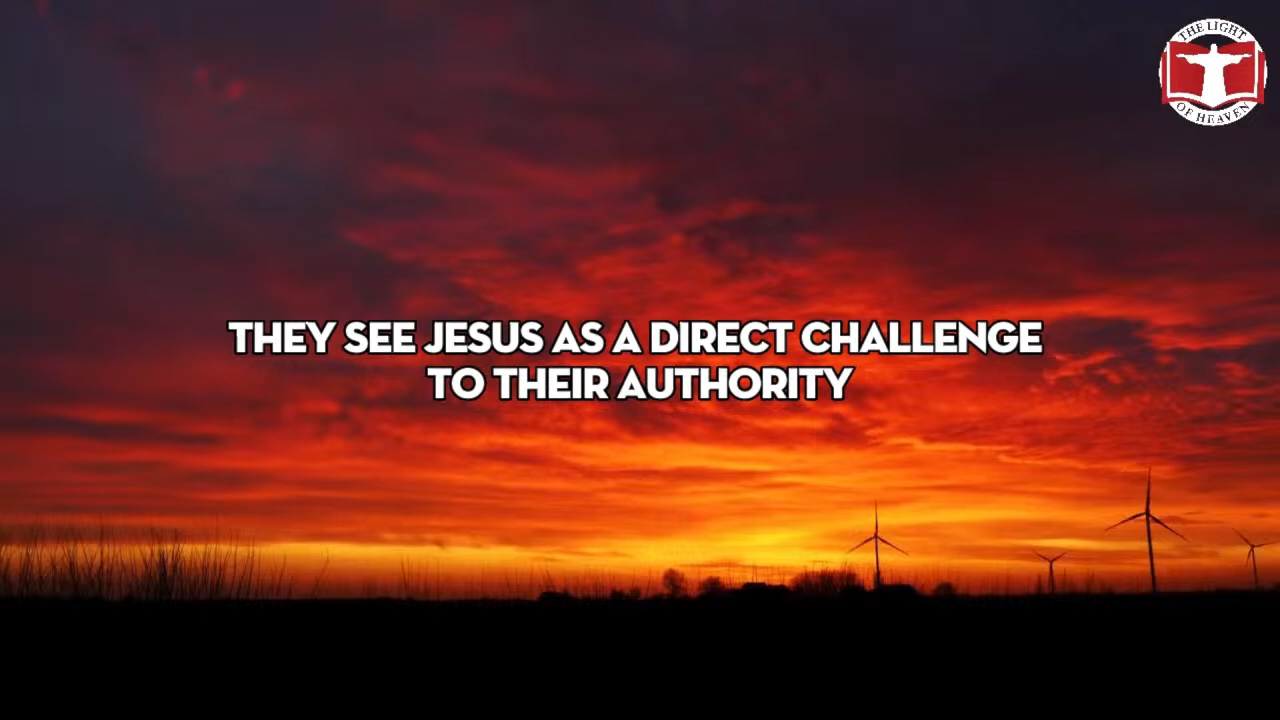 THE LIGHT
OF HEAVEN
THEY SEE JESUS AS A DIRECT CHALLENGE
TO THEIR AUTHORITY